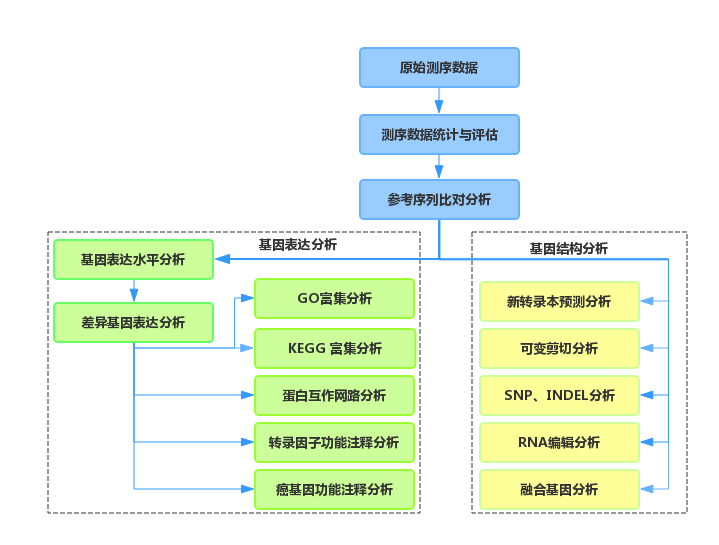 原始测序数据
测序数据统计与评估
参考序列比对分析
基因表达分析
基因表达水平分析
差异基因表达分析
GO富集分析
KEGG 富集分析
蛋白互作网路分析
转录因子功能注释分析
癌基因功能注释分析
基因结构分析
新转录本预测分析
可变剪切分析
SNP、INDEL分析
RNA编辑分析
融合基因分析